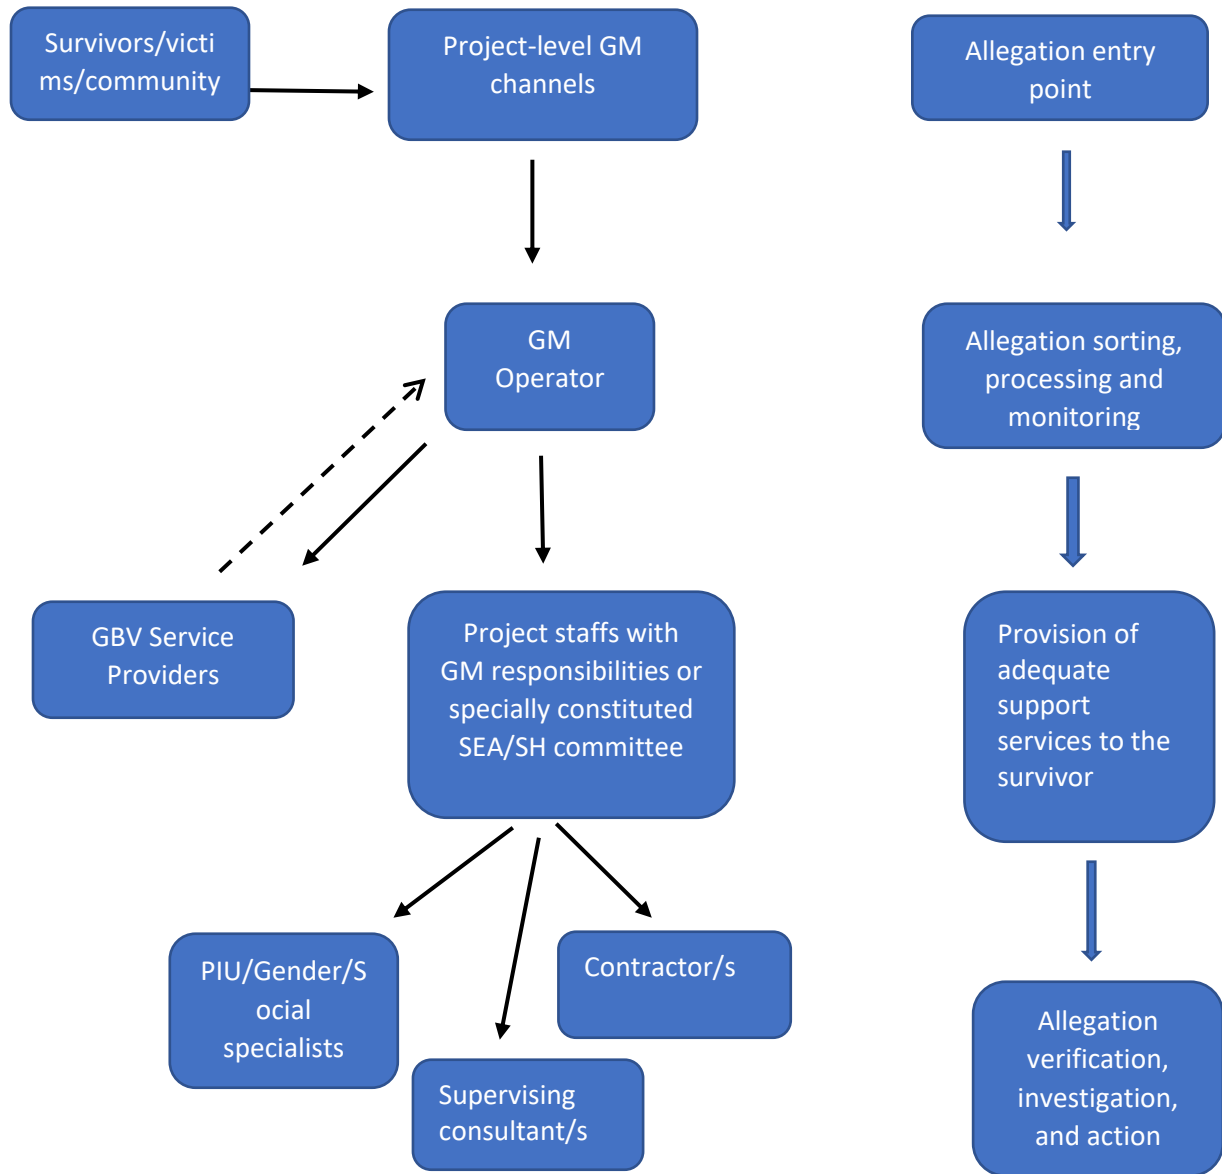 Survivors/victi
ms/community
Project-level GM
channels
Allegation entry
point
GM
Operator
Allegation sorting,
processing and
monitoring
GBV Service
Providers
Project staffs with
GM responsibilities or
specially constituted
SEA/SH committee
Provision of
adequate
support
services to the
survivor
PIU/Gender/S
ocial
specialists
Contractor/s
Supervising
consultant/s
Allegation
verification,
investigation,
and action